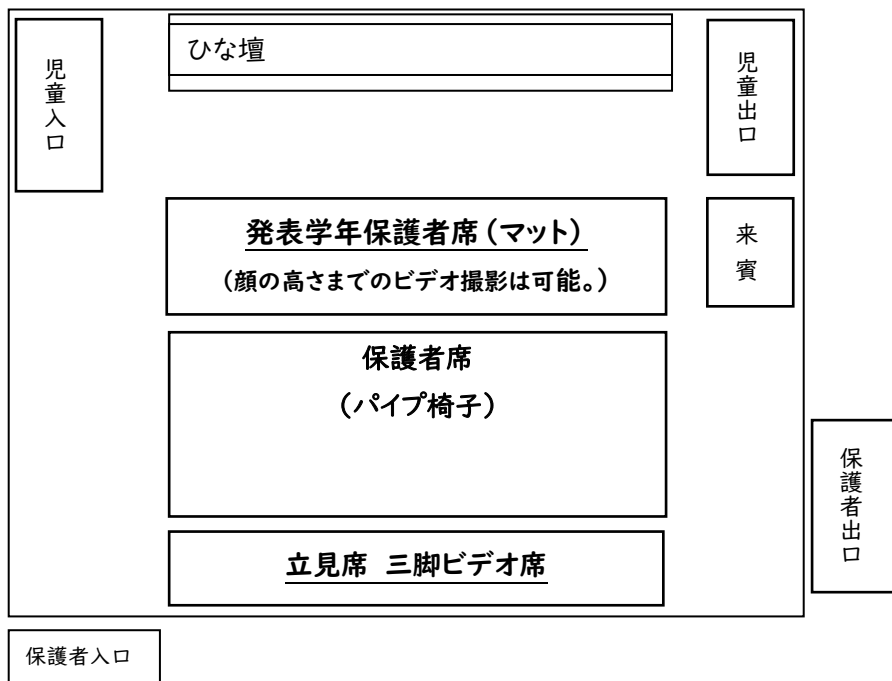 ひな壇
児童入口
児童出口
発表学年保護者席（マット）
（顔の高さまでのビデオ撮影は可能。）
来賓
保護者席
（パイプ椅子）
保護者出口
立見席　三脚ビデオ席
保護者入口